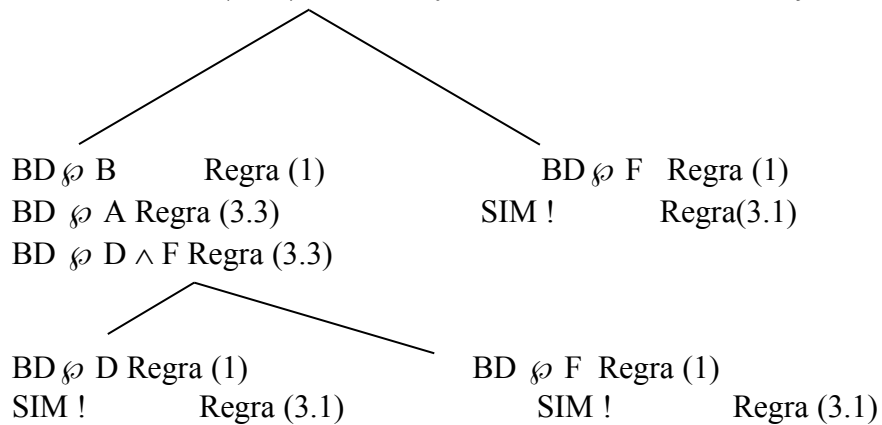 BD ℘ B Regra (1) BD ℘ F Regra (1)
BD ℘ A Regra (3.3) SIM ! Regra(3.1)
BD ℘ D ∧ F Regra (3.3)
BD ℘ D Regra (1) BD ℘ F Regra (1)
SIM ! Regra (3.1) SIM ! Regra (3.1)